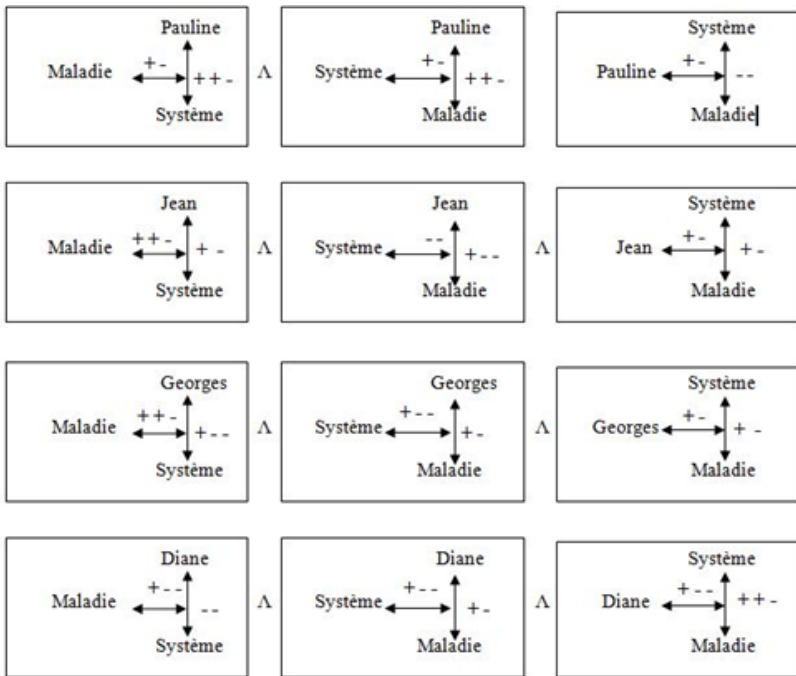 Pauline Pauline Système
Maladie + - + + - Λ Système + - + + - Pauline + - - -
Système Maladie Maladie
Jean Jean Système
Maladie + + - + - Λ Système - - + - - Λ Jean + - + -
Système Maladie Maladie
Georges Georges Système
Maladie + + - + - - Λ Système + - - + - Λ Georges + - + -
Système Maladie Maladie
Diane Diane Système
Maladie + - - - - Λ Système + - - + - Λ Diane + - - + + -
Système Maladie Maladie